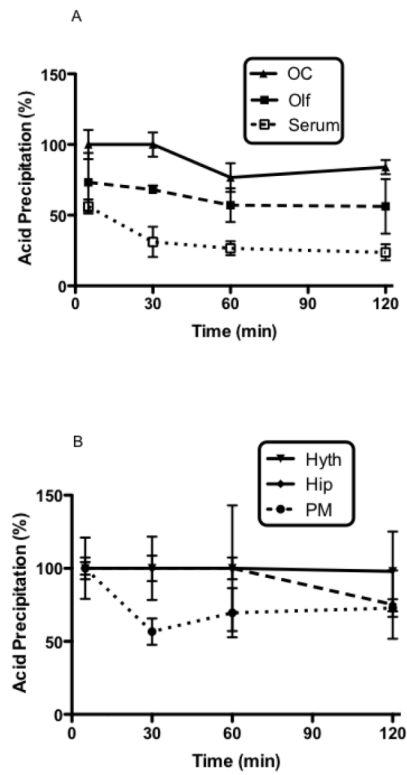 A
150
100
50
0
Acid Precipitation (%)
OC
Olf
Serum
0 30 60 90 120
Time (min)
B
150
100
50
0
Acid Precipitation (%)
Hyth
Hip
PM
0 30 60 90 120
Time (min)